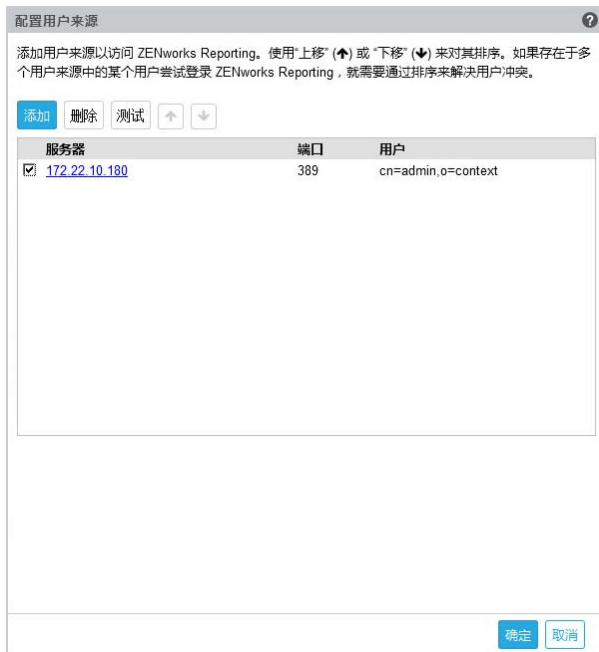 配置用户来源
添加用户来源以访问 ZENworks Reporting。使用“上移” (↑) 或 “下移” (↓) 来对其排序。如果存在于多
个用户来源中的某个用户尝试登录 ZENworks Reporting，就需要通过排序来解决用户冲突。
添加 删除 测试
服务器 端口 用户
172.22.10.180 389 cn=admin,o=context
确定 取消